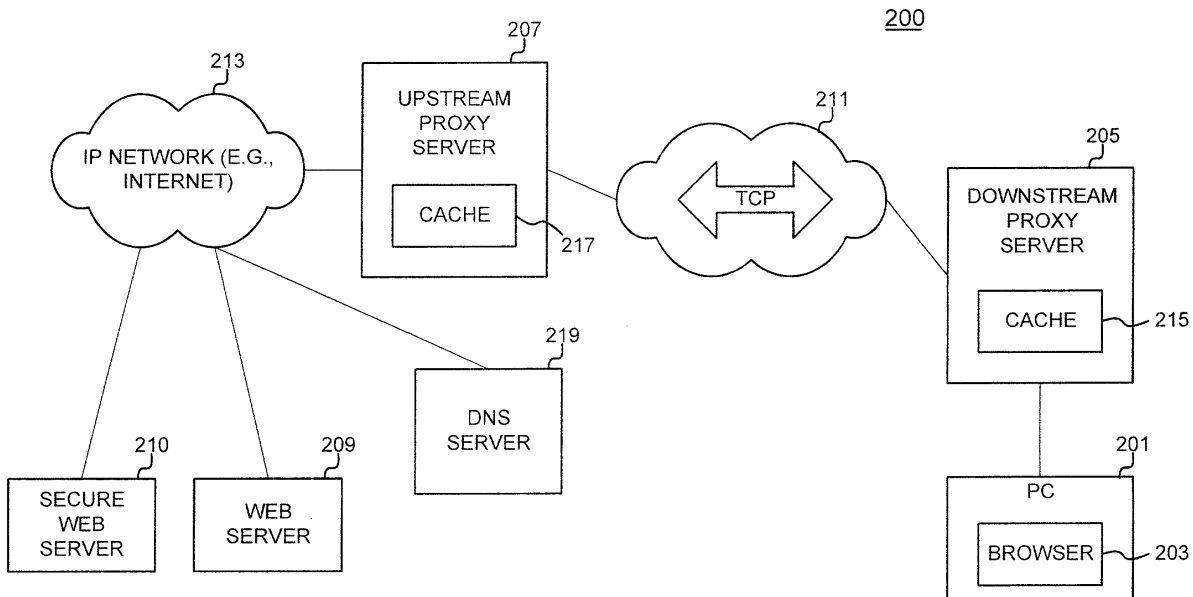 200
213
IP NETWORK (E.G.,
INTERNET)
207
UPSTREAM
PROXY
SERVER
CACHE
217
211
TCP
205
DOWNSTREAM
PROXY
SERVER
CACHE
215
219
DNS
SERVER
210
SECURE
WEB
SERVER
209
WEB
SERVER
201
PC
BROWSER
203